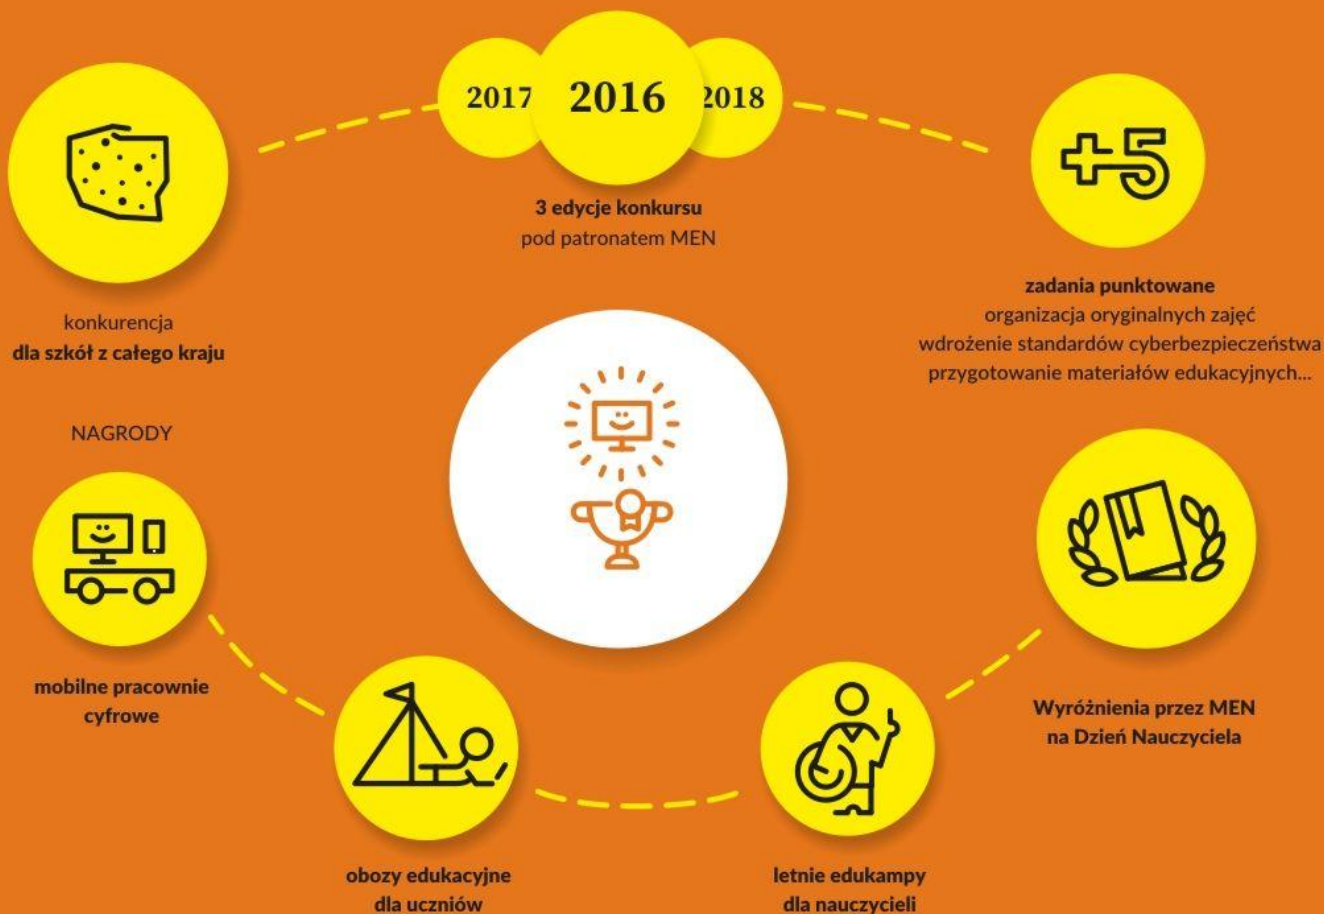 2017
2016
2018
3 edycje konkursu
pod patronatem MEN
konkurencja
dla szkół z całego kraju
+5
zadania punktowane
organizacja oryginalnych zajęć
wdrożenie standardów cyberbezpieczeństwa
przygotowanie materiałów edukacyjnych...
NAGRODY
mobilne pracownie
cyfrowe
obozy edukacyjne
dla uczniów
letnie edukampy
dla nauczycieli
Wyróżnienia przez MEN
na Dzień Nauczyciela